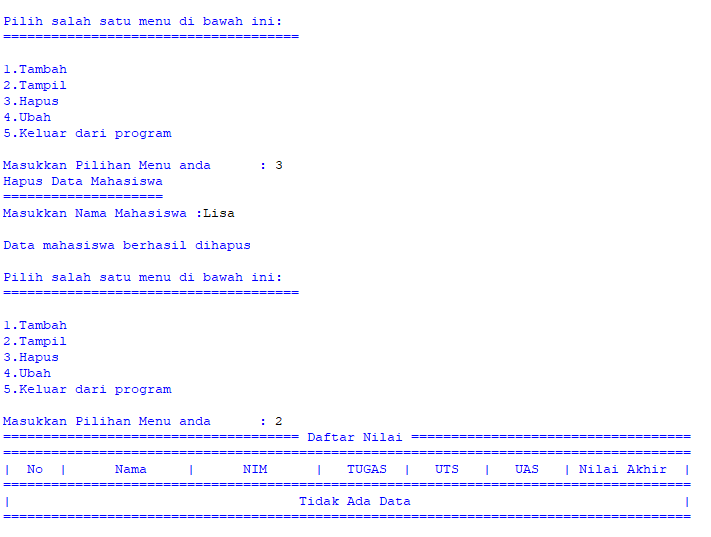 Pilih salah satu menu di bawah ini:
=====================================
1.Tambah
2.Tampil
3.Hapus
4.Ubah
5.Keluar dari program
Masukkan Pilihan Menu anda      : 3
Hapus Data Mahasiswa
====================
Masukkan Nama Mahasiswa :Lisa
Data mahasiswa berhasil dihapus
Pilih salah satu menu di bawah ini:
=====================================
1.Tambah
2.Tampil
3.Hapus
4.Ubah
5.Keluar dari program
Masukkan Pilihan Menu anda      : 2
===================================== Daftar Nilai ===================================
======================================================================================
|  No  |      Nama     |      NIM      |   TUGAS  |   UTS   |   UAS   | Nilai Akhir  |
======================================================================================
|                                    Tidak Ada Data                                  |
======================================================================================